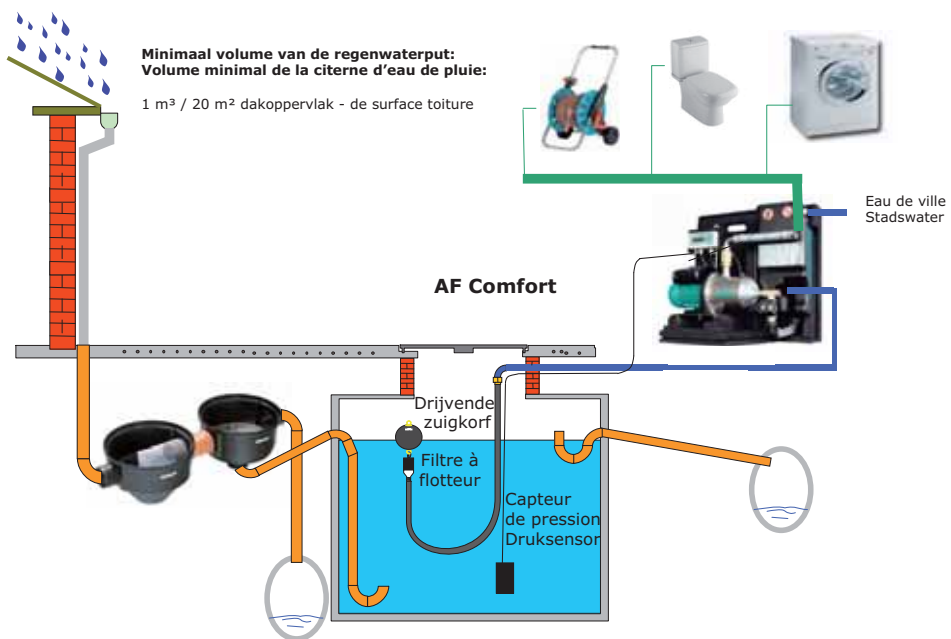 Minimaal volume van de regenwaterput:
Volume minimal de la citerne d'eau de pluie:
1 m³ / 20 m² dakoppervlak - de surface toiture
Eau de ville
Stadswater
AF Comfort
Drijvende
zuigkorf
Filtre à
flotteur
Capteur
de pression
Druksensor